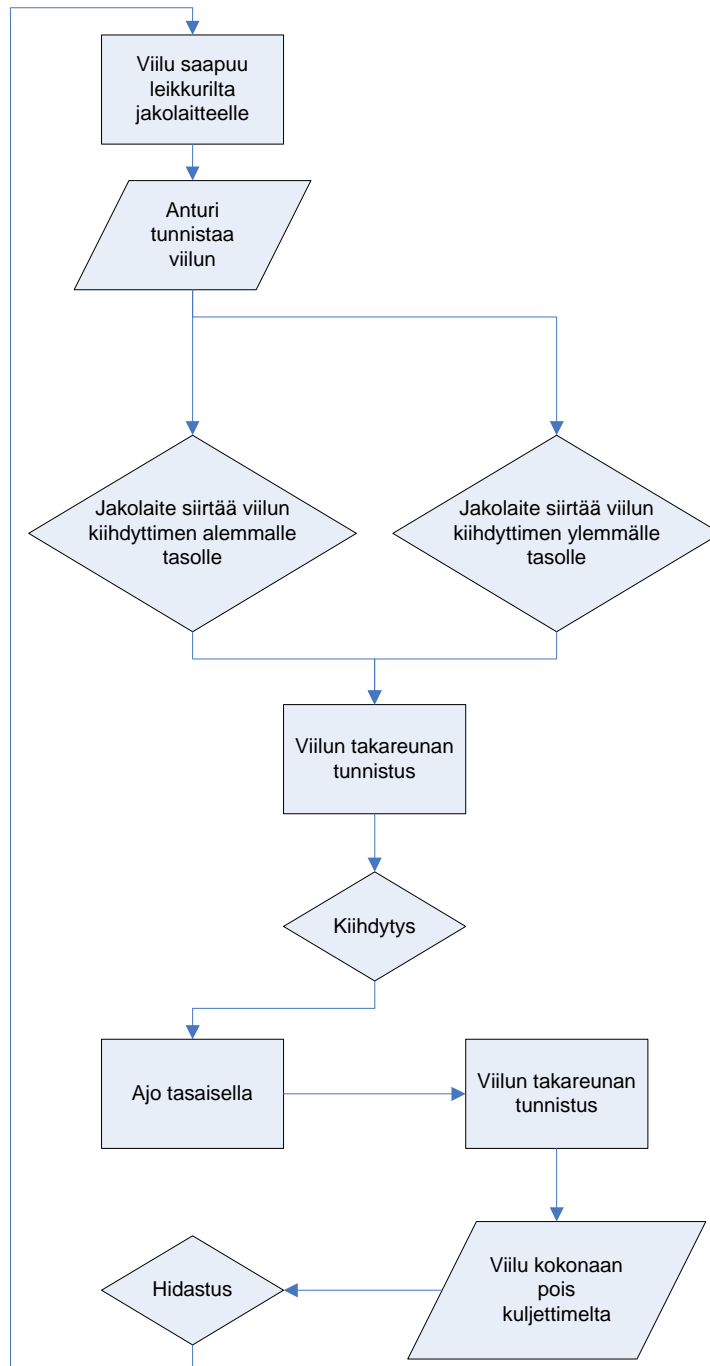 Viilu saapuu
leikkurilta
jakolaitteelle
Anturi
tunnistaa
viilun
Jakolaite siirtää viilun
kiihdyttimen alemmalle
tasolle
Jakolaite siirtää viilun
kiihdyttimen ylemmälle
tasolle
Viilun takareunan
tunnistus
Kiihdytys
Ajo tasaisella
Viilun takareunan
tunnistus
Viilu kokonaan
pois
kuljettimelta
Hidastus